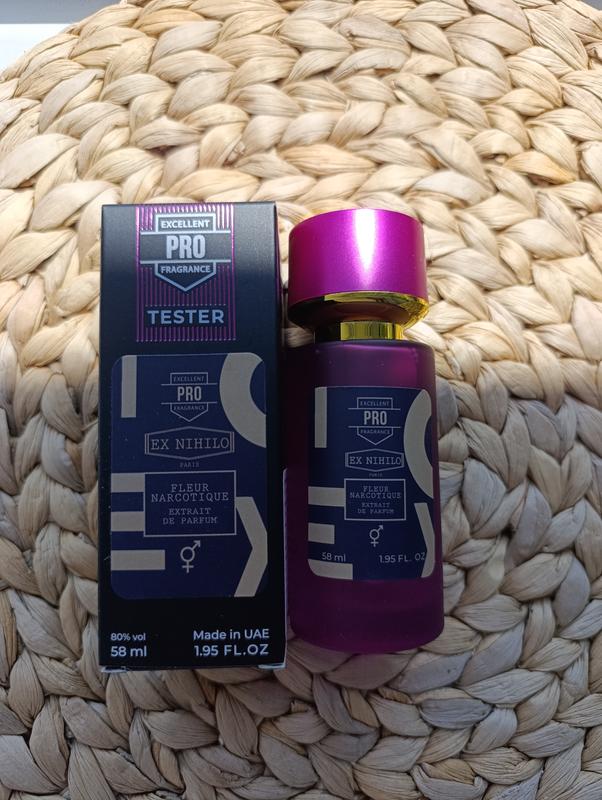 EXCELLENT
PRO
FRAGRANCE
TESTER
EXCELLENT
PRO
FRAGRANCE
EX NIHILO
PARIS
FLEUR
NARCOTIQUE
EXTRAIT
DE PARFUM
80% vol
58 ml
Made in UAE
1.95 FL.OZ
EXCELLENT
PRO
FRAGRANCE
EX NIHILO
PARIS
FLEUR
NARCOTIQUE
EXTRAIT
DE PARFUM
58 ml
1.95 FL. OZ